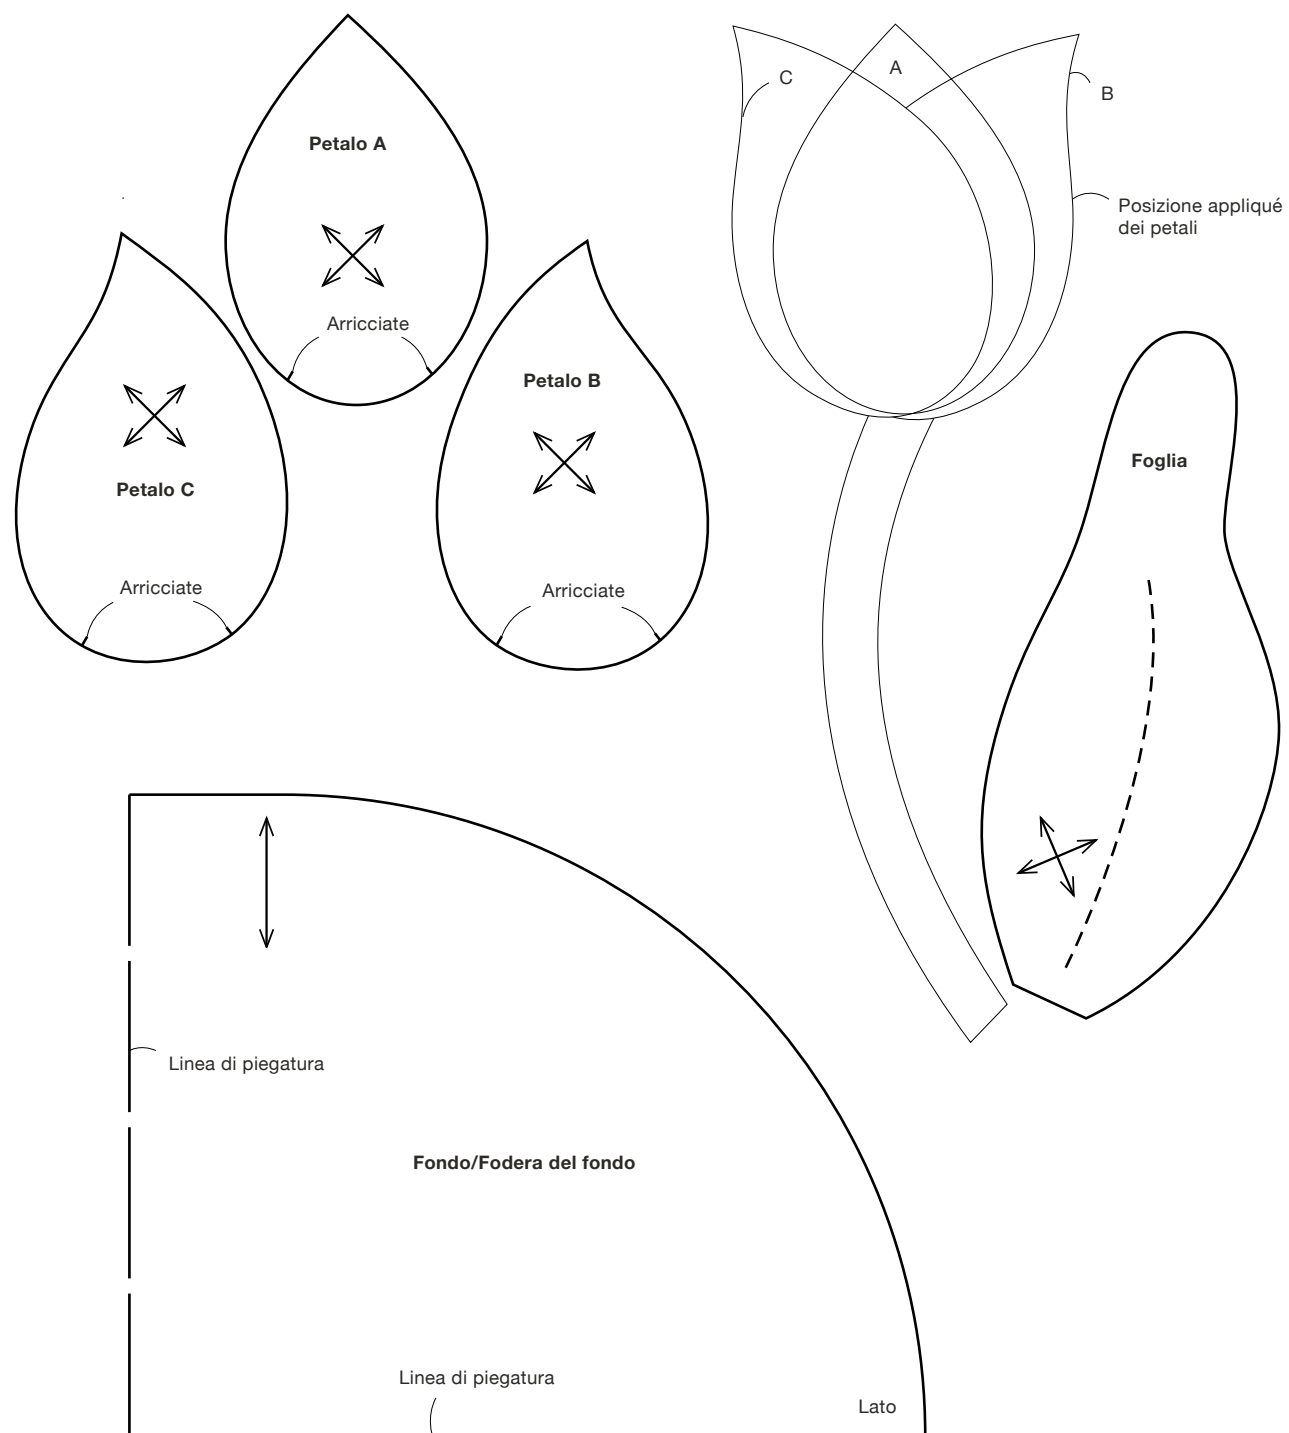 Petalo A
Arricciate
Petalo C
Arricciate
Petalo B
Arricciate
C
A
B
Posizione appliqué
dei petali
Foglia
Linea di piegatura
Fondo/Fodera del fondo
Linea di piegatura
Lato